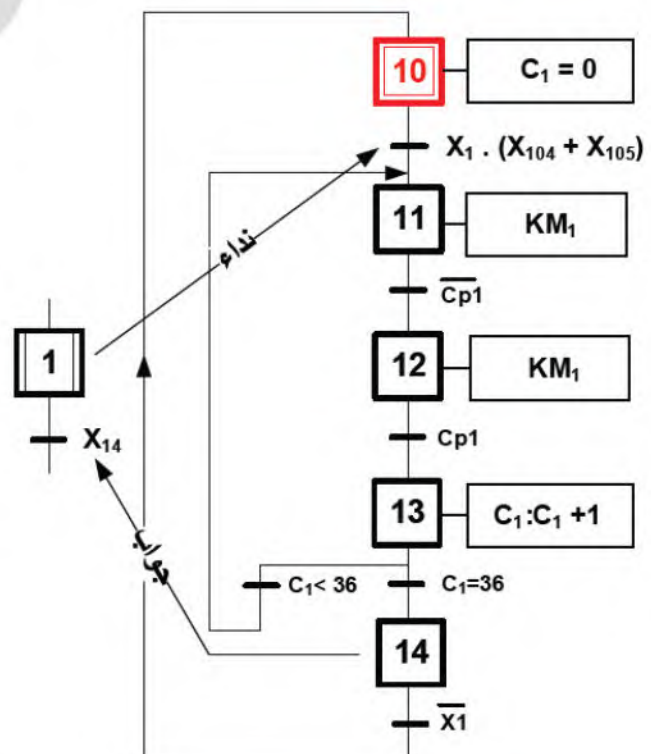 10
C₁ = 0
X₁ . (X₁₀₄ + X₁₀₅)
11
KM₁
نداء
C̅p̅1̅
1
12
KM₁
X₁₄
Cp1
13
C₁:C₁ +1
جواب
C₁< 36
C₁=36
14
X̅1̅